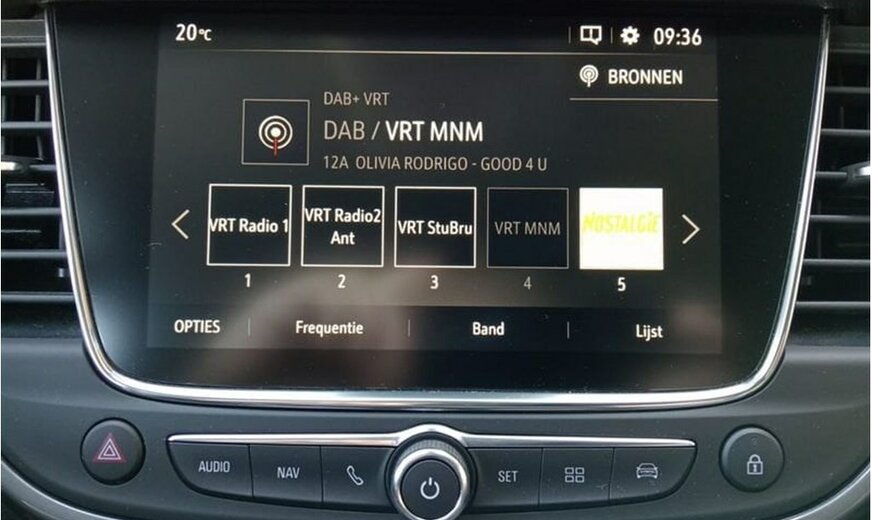 20°C
09:36
BRONNEN
DAB+ VRT
DAB / VRT MNM
12A OLIVIA RODRIGO - GOOD 4 U
VRT Radio 1
VRT Radio2
Ant
VRT StuBru
VRT MNM
NOSTALGIE
1
2
3
4
5
OPTIES
Frequentie
Band
Lijst
AUDIO
NAV
SET